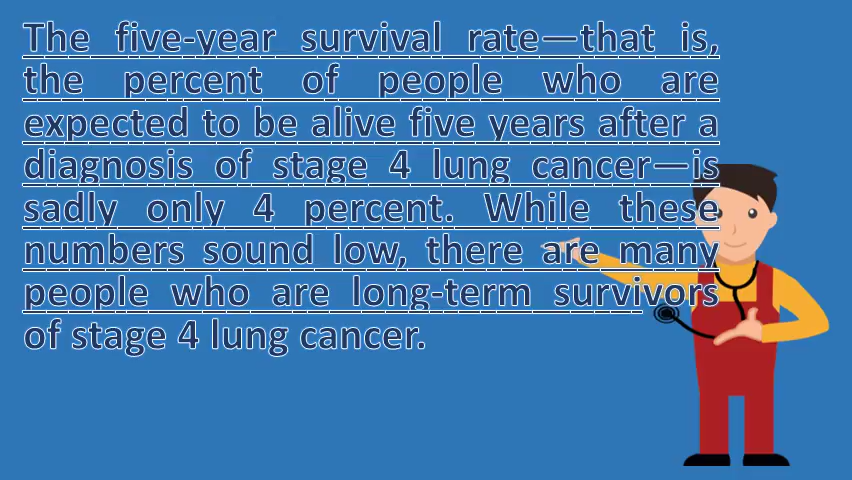 The five-year survival rate—that is,
the percent of people who are
expected to be alive five years after a
diagnosis of stage 4 lung cancer—is
sadly only 4 percent. While these
numbers sound low, there are many
people who are long-term survivors
of stage 4 lung cancer.